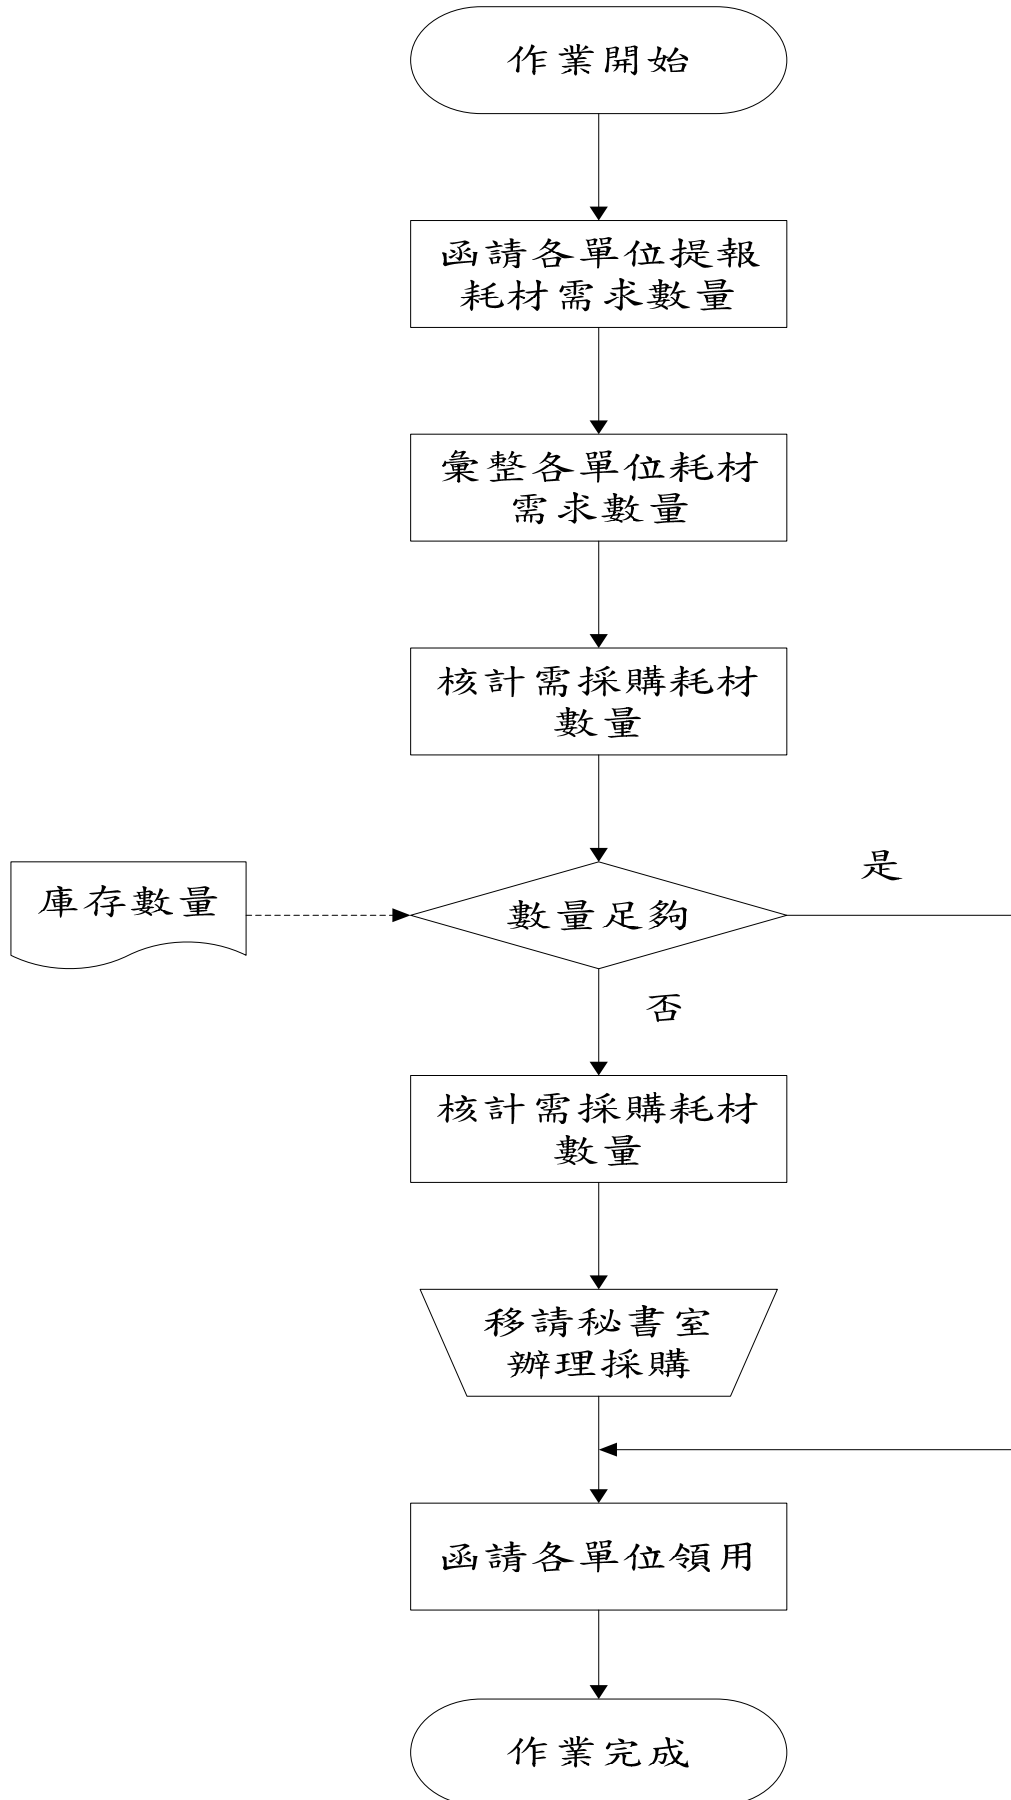 作業開始
函請各單位提報
耗材需求數量
彙整各單位耗材
需求數量
核計需採購耗材
數量
是
庫存數量
數量足夠
否
核計需採購耗材
數量
移請秘書室
辦理採購
函請各單位領用
作業完成